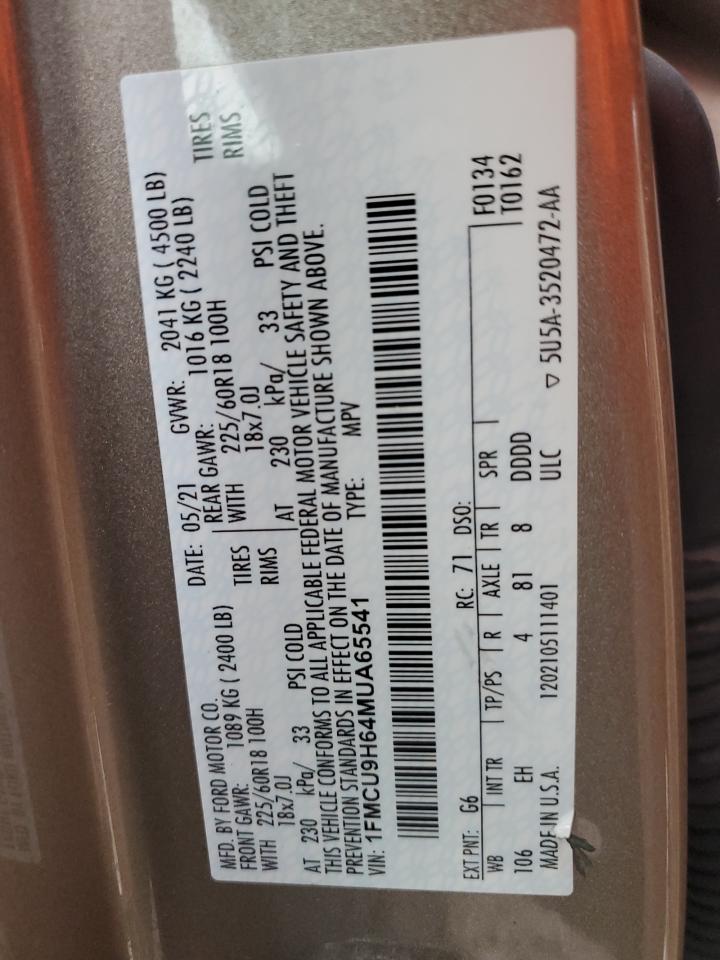 MFD. BY FORD MOTOR CO. DATE: 05/21 GVWR: 2041 KG ( 4500 LB)
FRONT GAWR: 1089 KG ( 2400 LB) REAR GAWR: 1016 KG ( 2240 LB)
WITH 225/60R18 100H TIRES WITH 225/60R18 100H TIRES
18x7.0J RIMS 18x7.0J RIMS
AT 230 kPa/ 33 PSI COLD AT 230 kPa/ 33 PSI COLD
THIS VEHICLE CONFORMS TO ALL APPLICABLE FEDERAL MOTOR VEHICLE SAFETY AND THEFT
PREVENTION STANDARDS IN EFFECT ON THE DATE OF MANUFACTURE SHOWN ABOVE.
VIN: 1FMCU9H64MUA65541 TYPE: MPV
EXT PNT: G6 RC: 71 DSO: F0134
WB INT TR TP/PS R AXLE TR SPR T0162
106 EH 4 81 8 DDDD
MADE IN U.S.A. 1202105111401 ULC ▽ 5U5A-3520472-AA